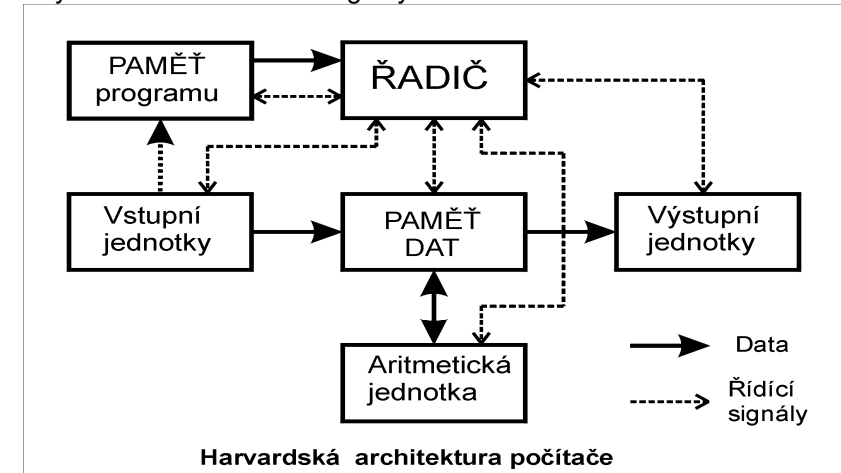 PAMĚŤ
programu
ŘADIČ
Vstupní
jednotky
PAMĚŤ
DAT
Výstupní
jednotky
Aritmetická
jednotka
Data
Řídící
signály
Harvardská architektura počítače